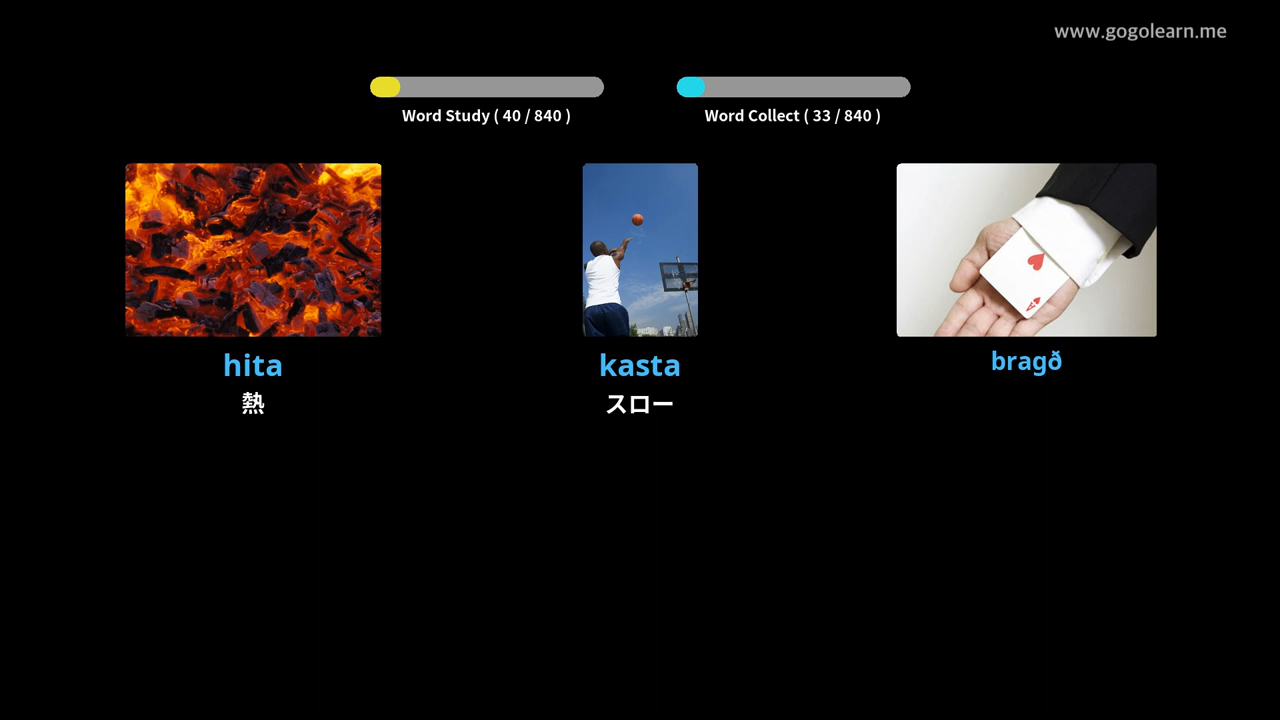 www.gogolearn.me
Word Study ( 40 / 840 )
Word Collect ( 33 / 840 )
hita
熱
kasta
スロー
bragð